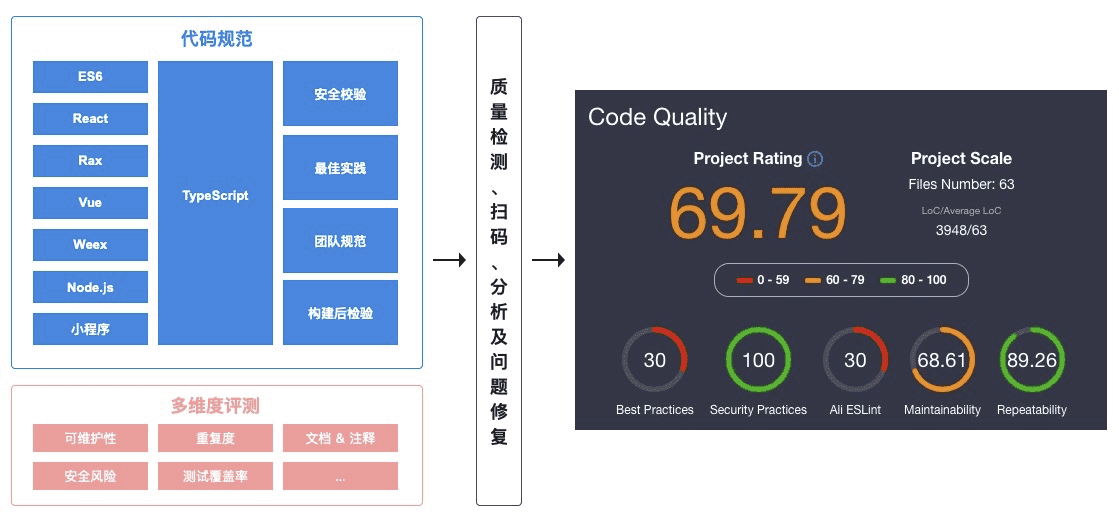 代码规范
ES6
React
Rax
Vue
Weex
Node.js
小程序
TypeScript
安全校验
最佳实践
团队规范
构建后检验
多维度评测
可维护性
重复度
文档 & 注释
安全风险
测试覆盖率
...
质量检测、扫码、分析及问题修复
Code Quality
Project Rating
69.79
Project Scale
Files Number: 63
LoC/Average LoC
3948/63
0 - 59
60 - 79
80 - 100
30
Best Practices
100
Security Practices
30
Ali ESLint
68.61
Maintainability
89.26
Repeatability